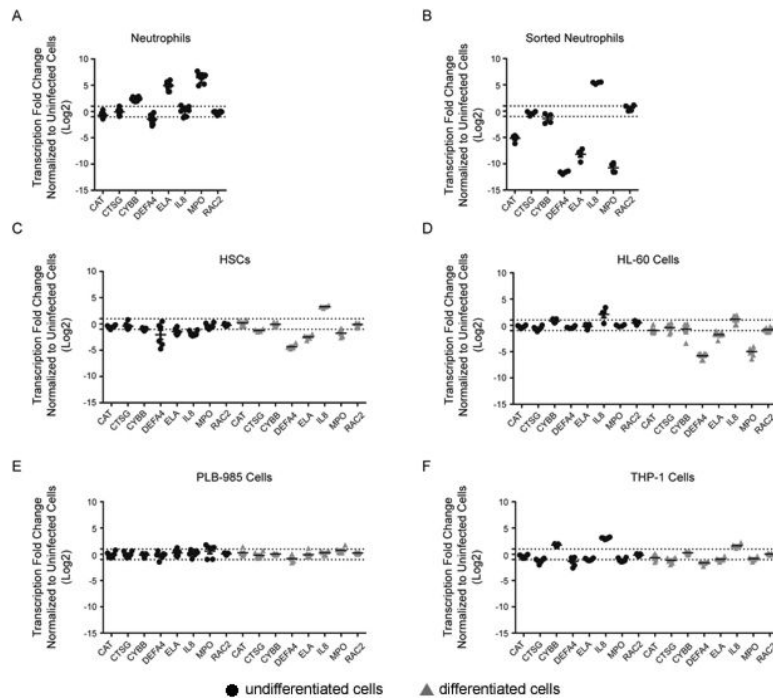 A
Neutrophils
Transcription Fold Change
Normalized to Uninfected Cells
(Log2)
10
5
0
-5
-10
-15
CAT
CTSG
CYBB
DEFA4
ELA
IL8
MPO
RAC2
B
Sorted Neutrophils
Transcription Fold Change
Normalized to Uninfected Cells
(Log2)
10
5
0
-5
-10
-15
CAT
CTSG
CYBB
DEFA4
ELA
IL8
MPO
RAC2
C
HSCs
Transcription Fold Change
Normalized to Uninfected Cells
(Log2)
10
5
0
-5
-10
-15
CAT
CTSG
CYBB
DEFA4
ELA
IL8
MPO
RAC2
CAT
CTSG
CYBB
DEFA4
ELA
IL8
MPO
RAC2
D
HL-60 Cells
Transcription Fold Change
Normalized to Uninfected Cells
(Log2)
10
5
0
-5
-10
-15
CAT
CTSG
CYBB
DEFA4
ELA
IL8
MPO
RAC2
CAT
CTSG
CYBB
DEFA4
ELA
IL8
MPO
RAC2
E
PLB-985 Cells
Transcription Fold Change
Normalized to Uninfected Cells
(Log2)
10
5
0
-5
-10
-15
CAT
CTSG
CYBB
DEFA4
ELA
IL8
MPO
RAC2
CAT
CTSG
CYBB
DEFA4
ELA
IL8
MPO
RAC2
F
THP-1 Cells
Transcription Fold Change
Normalized to Uninfected Cells
(Log2)
10
5
0
-5
-10
-15
CAT
CTSG
CYBB
DEFA4
ELA
IL8
MPO
RAC2
CAT
CTSG
CYBB
DEFA4
ELA
IL8
MPO
RAC2
undifferentiated cells
differentiated cells